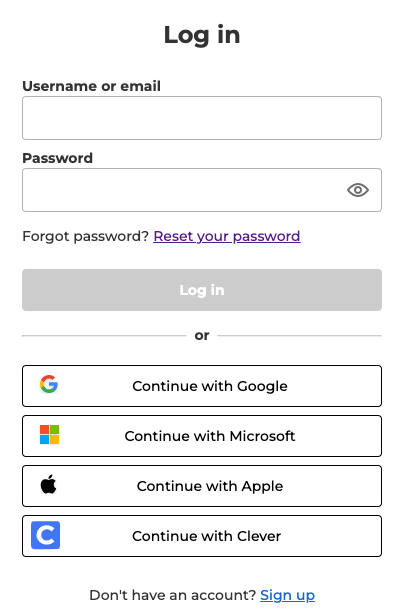 Log in
Username or email
Password
Forgot password? Reset your password
Log in
or
Continue with Google
Continue with Microsoft
Continue with Apple
Continue with Clever
Don't have an account? Sign up